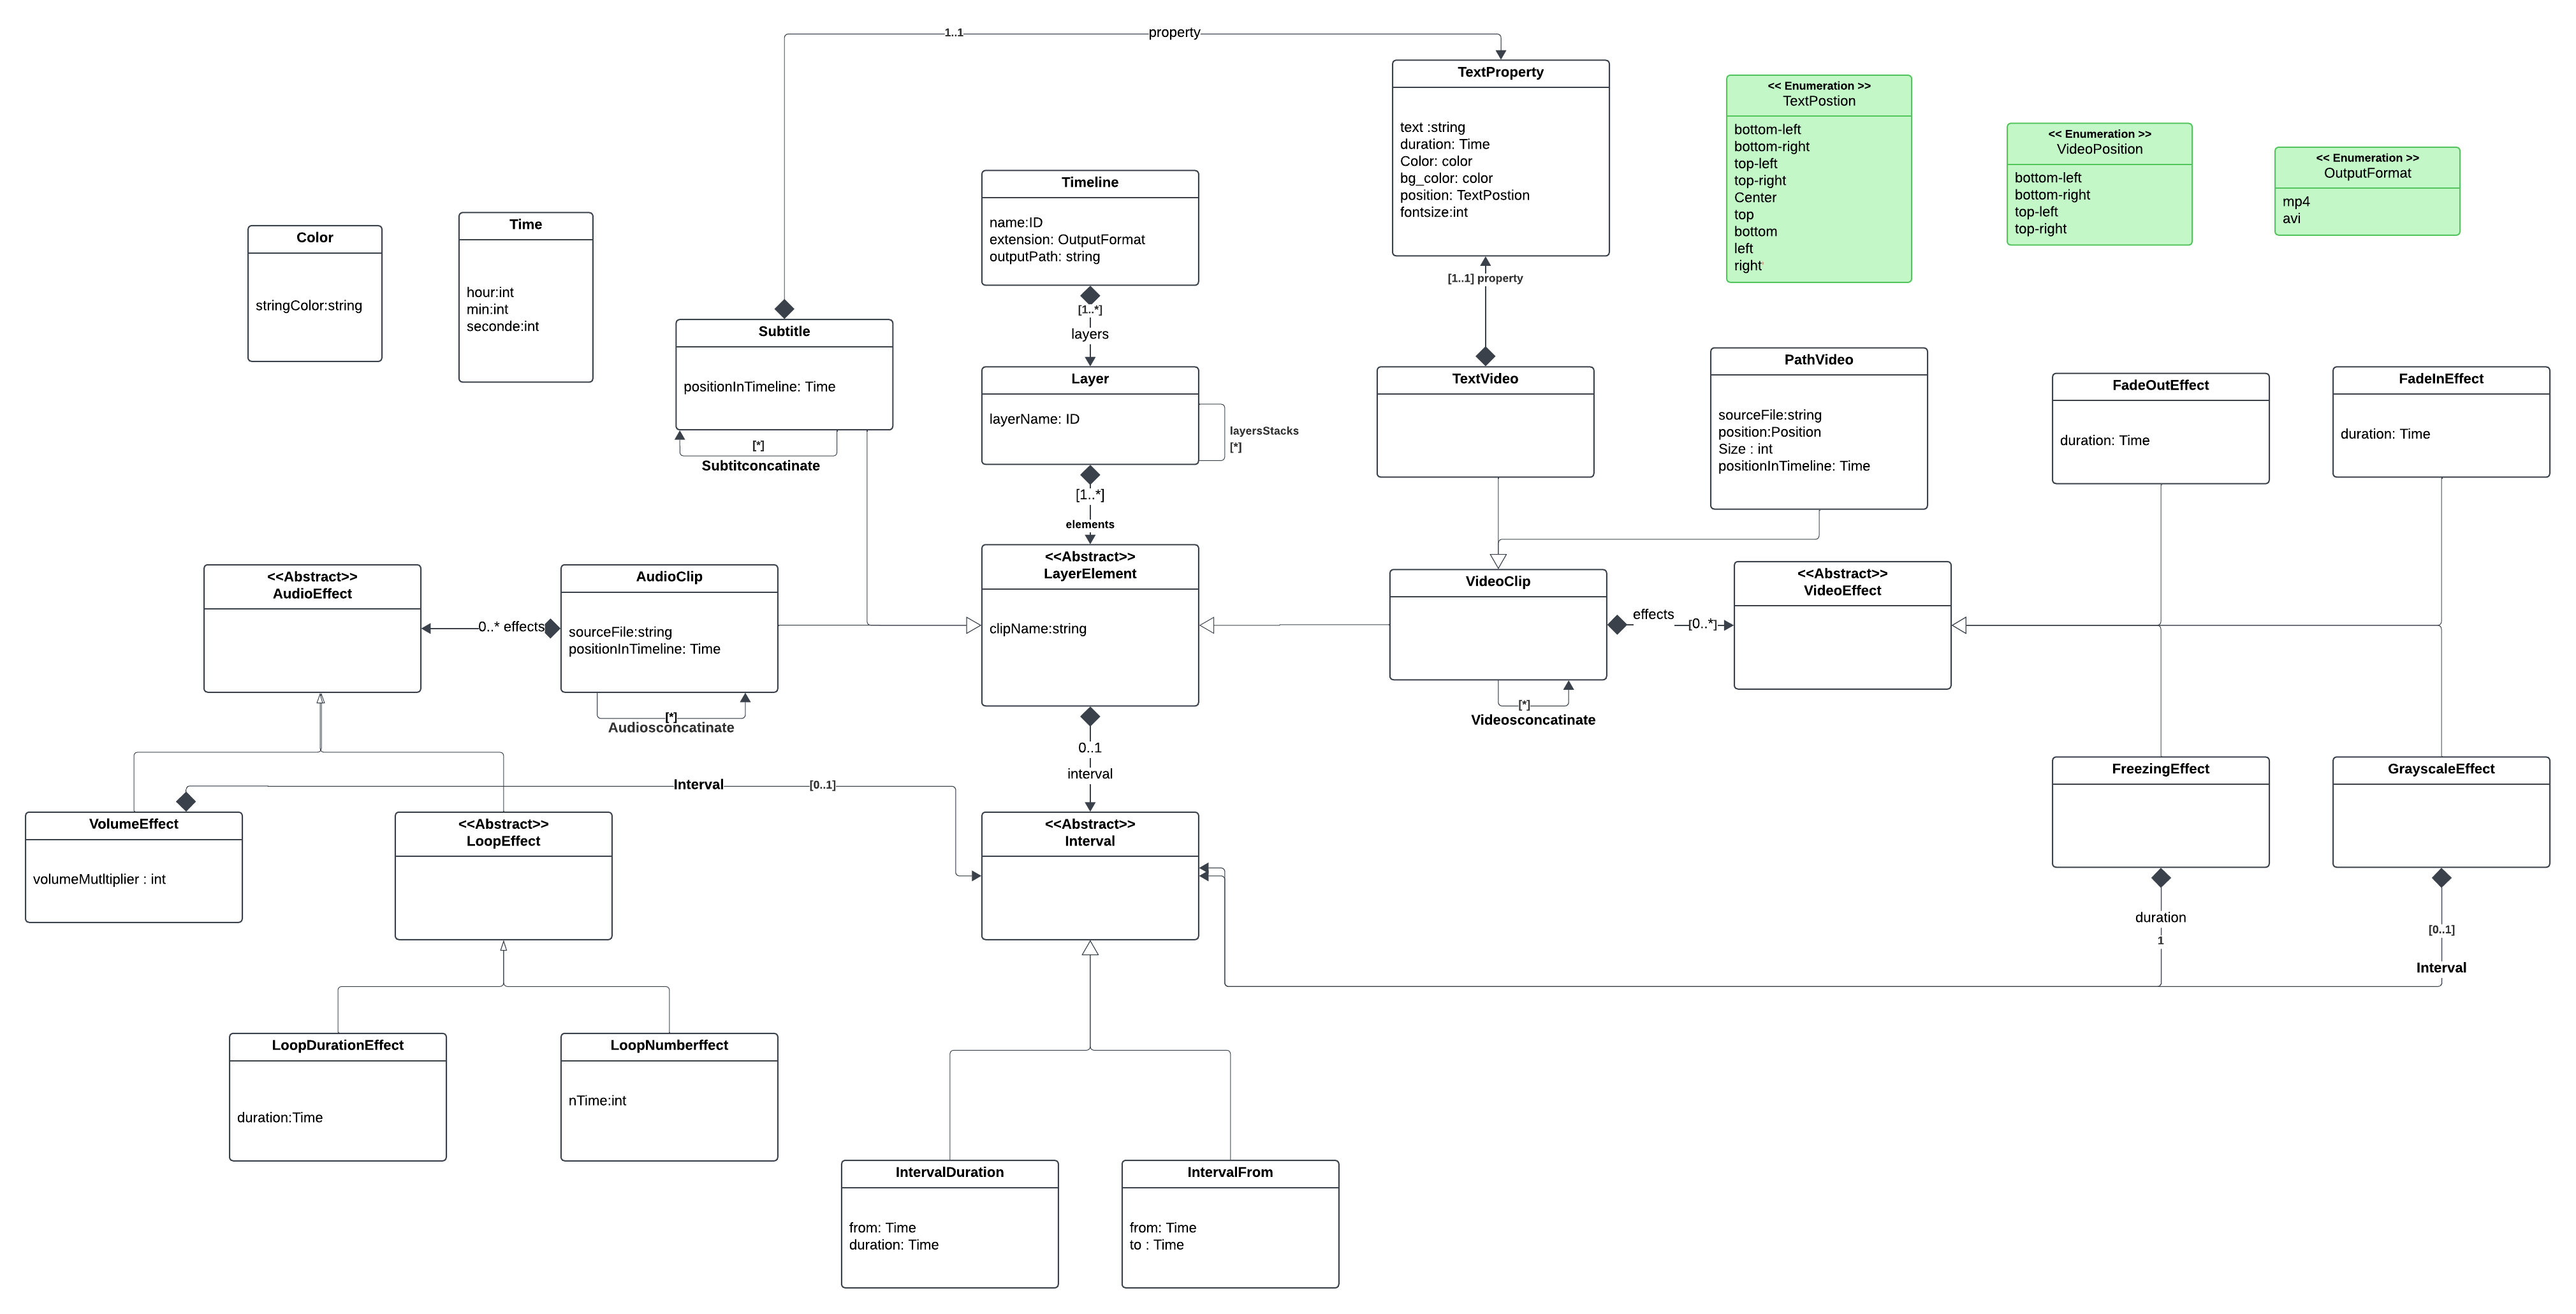 1..1
property
TextProperty
text :string
duration: Time
Color: color
bg_color: color
position: TextPostion
fontsize:int
<< Enumeration >>
TextPostion
bottom-left
bottom-right
top-left
top-right
Center
top
bottom
left
right
<< Enumeration >>
VideoPosition
bottom-left
bottom-right
top-left
top-right
<< Enumeration >>
OutputFormat
mp4
avi
Timeline
name:ID
extension: OutputFormat
outputPath: string
Color
stringColor:string
Time
hour:int
min:int
seconde:int
[1..1] property
[1..*]
layers
Subtitle
positionInTimeline: Time
[*]
Subtitconcatinate
Layer
layerName: ID
layersStacks
[*]
TextVideo
PathVideo
sourceFile:string
position:Position
Size : int
positionInTimeline: Time
FadeOutEffect
duration: Time
FadeInEffect
duration: Time
[1..*]
elements
<<Abstract>>
AudioEffect
0..* effects
AudioClip
sourceFile:string
positionInTimeline: Time
[*]
Audiosconcatinate
<<Abstract>>
LayerElement
clipName:string
VideoClip
effects
[0..*]
[*]
Videosconcatinate
<<Abstract>>
VideoEffect
0..1
interval
Interval
[0..1]
VolumeEffect
volumeMutltiplier : int
<<Abstract>>
LoopEffect
<<Abstract>>
Interval
FreezingEffect
GrayscaleEffect
duration
1
[0..1]
Interval
LoopDurationEffect
duration:Time
LoopNumberffect
nTime:int
IntervalDuration
from: Time
duration: Time
IntervalFrom
from: Time
to : Time